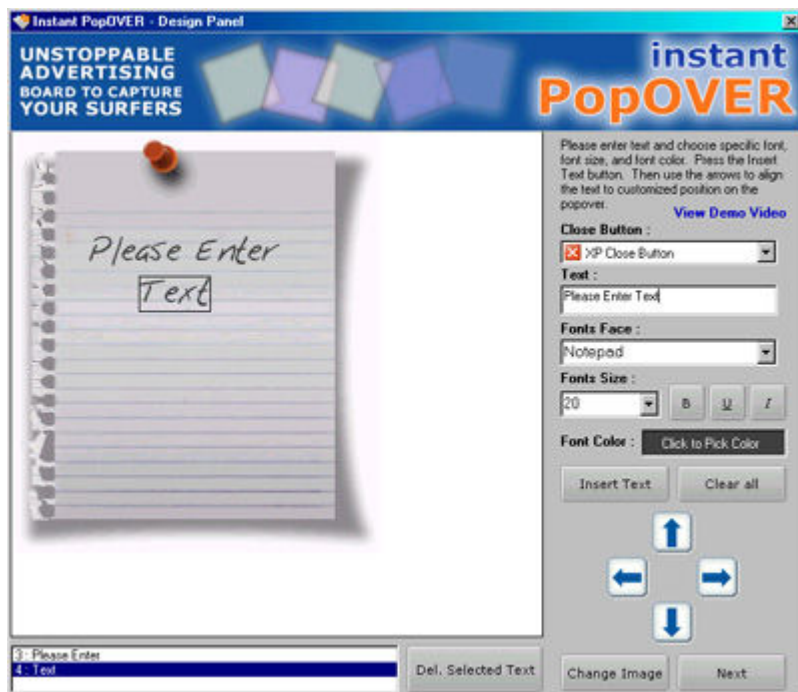 Instant PopOVER - Design Panel
UNSTOPPABLE
ADVERTISING
BOARD TO CAPTURE
YOUR SURFERS
instant
PopOVER
Please enter text and choose specific font,
font size, and font color. Press the Insert
Text button. Then use the arrows to align
the text to customized position on the
popover.
View Demo Video
Close Button :
XP Close Button
Text :
Please Enter Text
Fonts Face :
Notepad
Fonts Size :
20
B U I
Font Color : Click to Pick Color
Insert Text Clear all
Please Enter
Text
3 : Please Enter
4 : Text
Del. Selected Text
Change Image Next